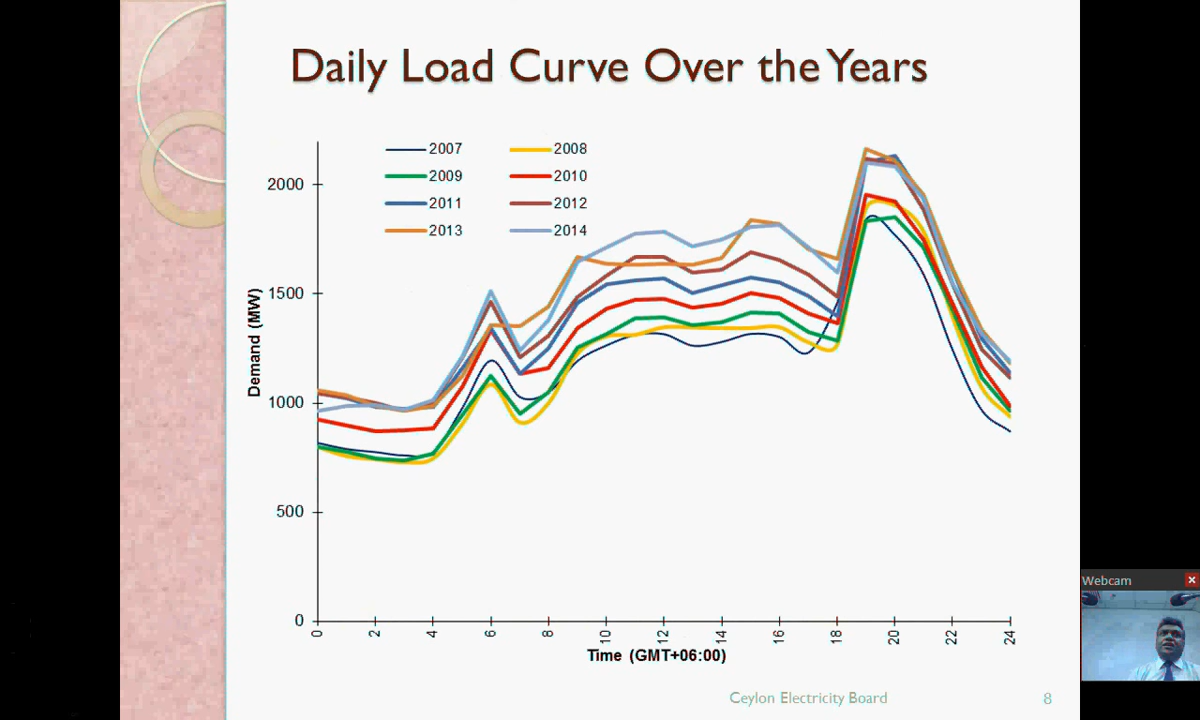 Daily Load Curve Over the Years
2007 2008
2009 2010
2011 2012
2013 2014
2000
1500
1000
500
0
Demand (MW)
0 2 4 6 8 10 12 14 16 18 20 22 24
Time (GMT+06:00)
Ceylon Electricity Board 8
Webcam